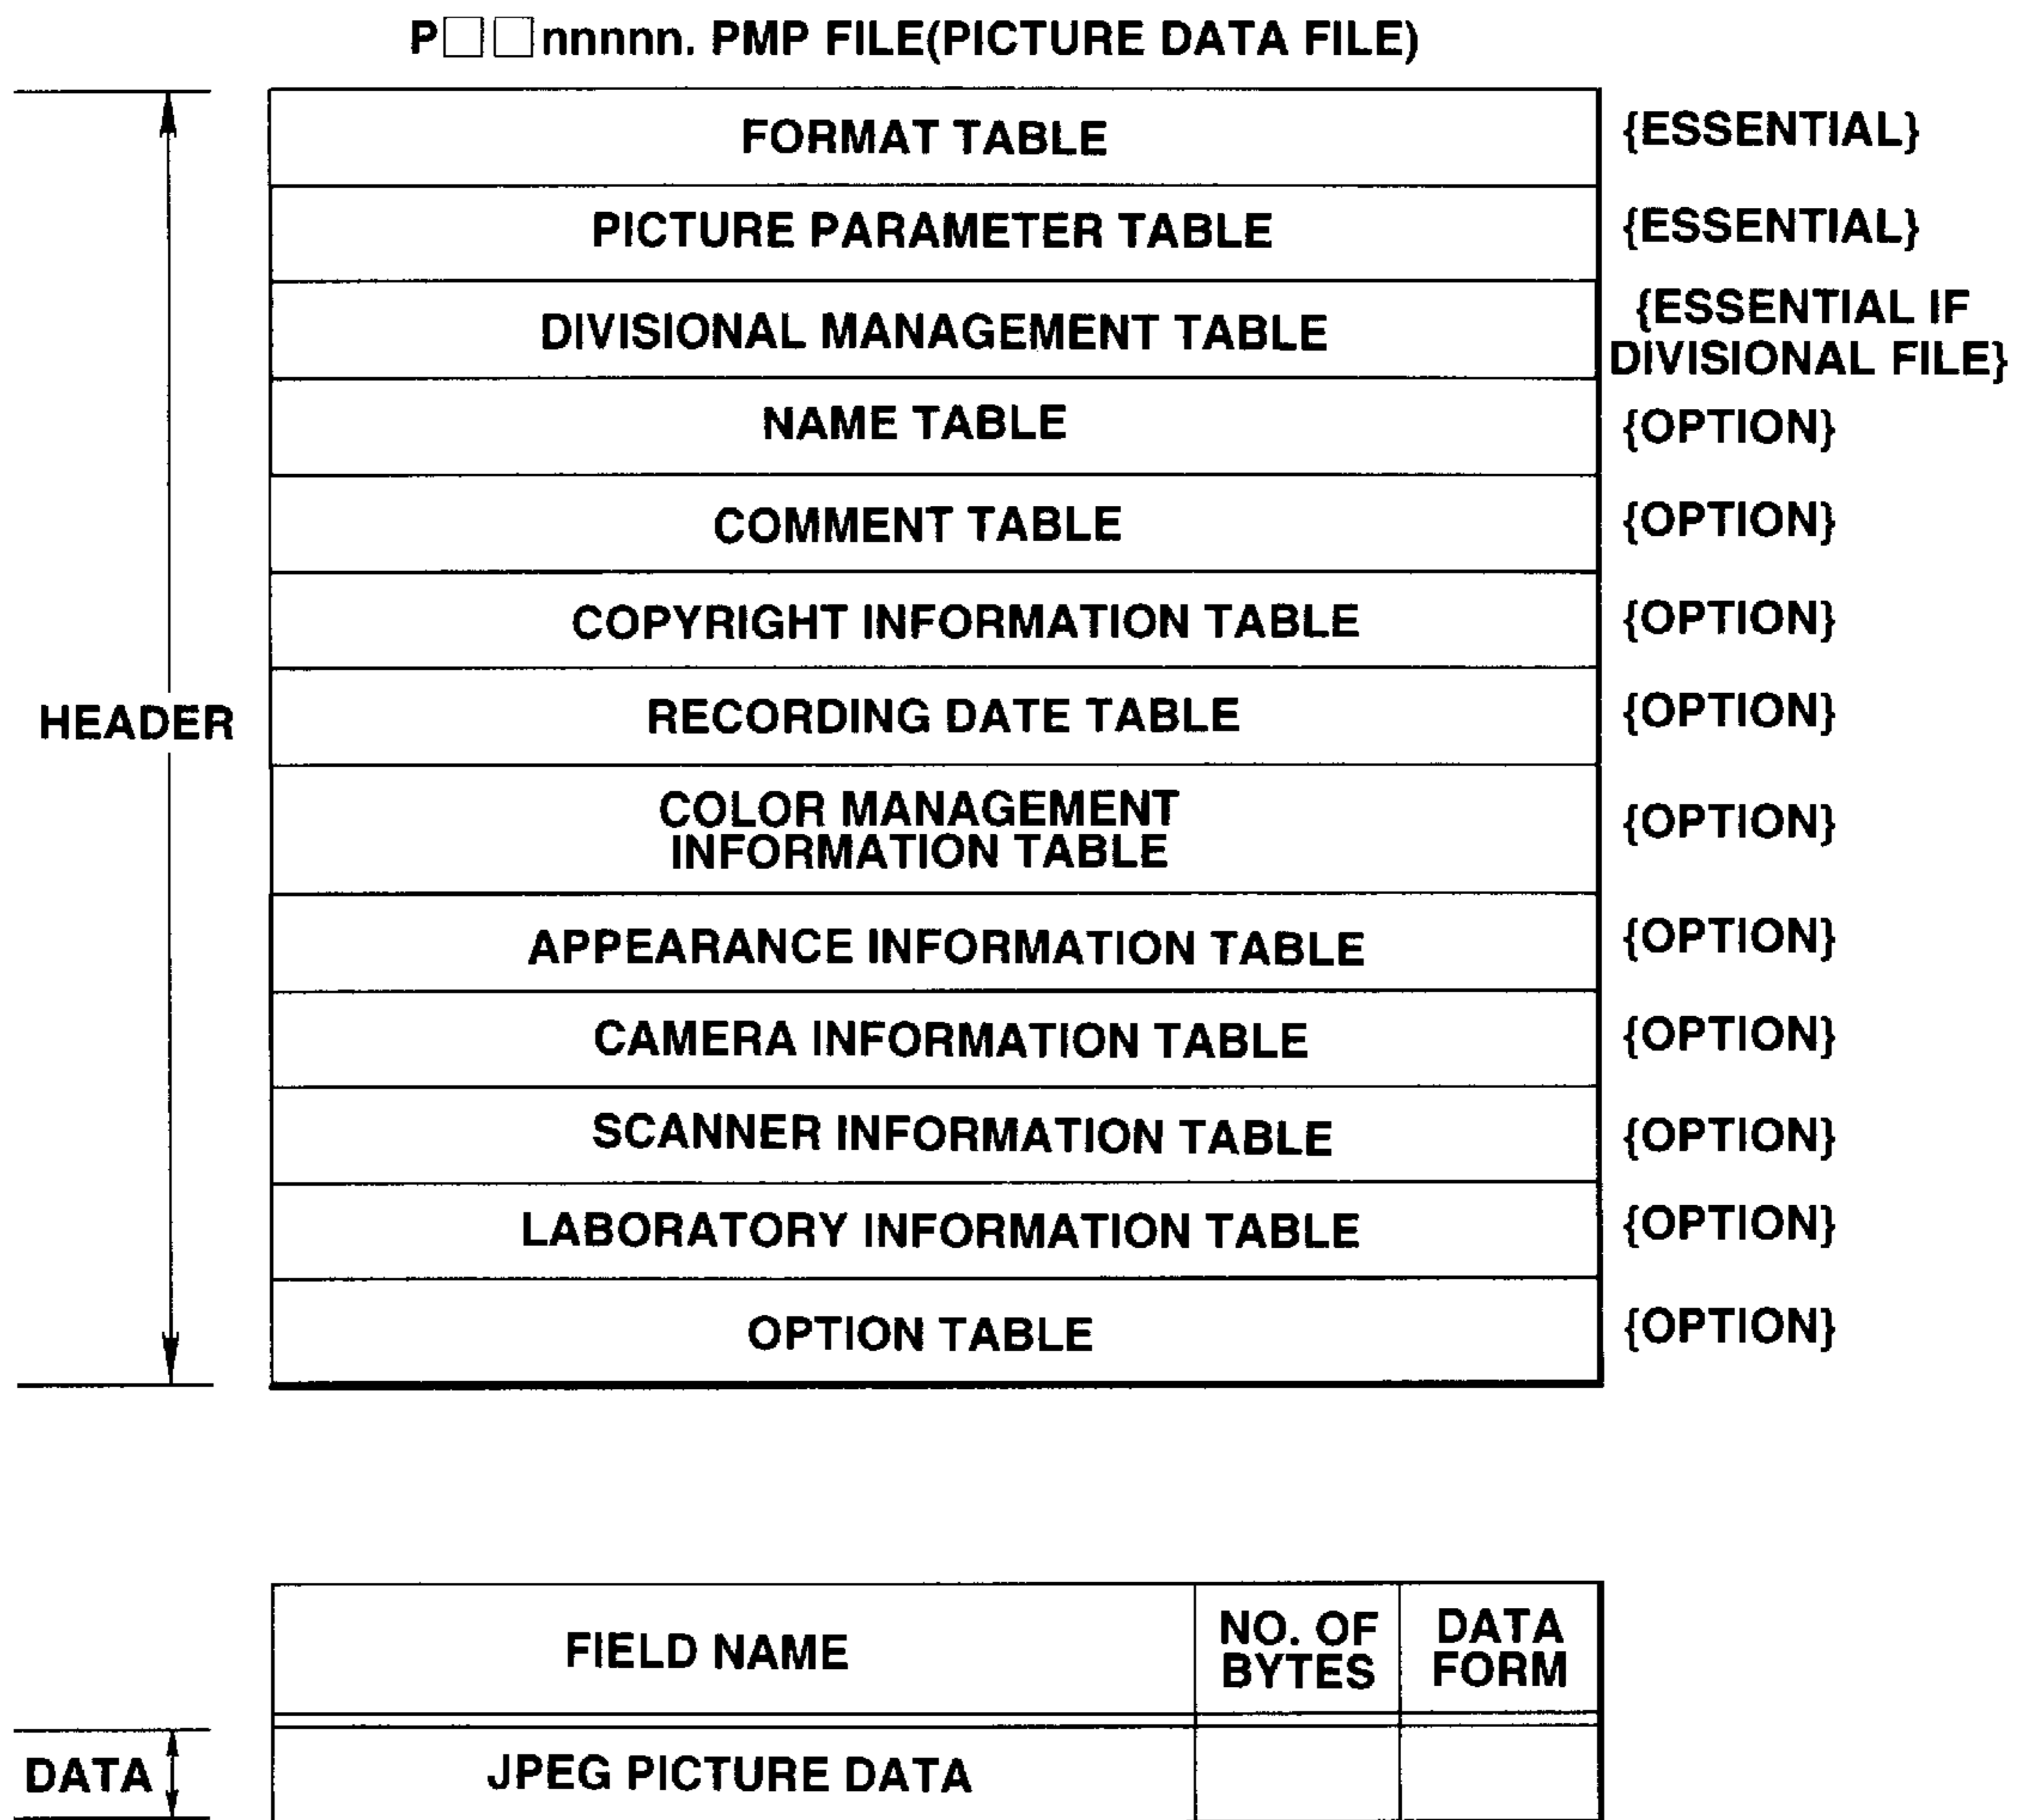 P□□nnnnn. PMP FILE(PICTURE DATA FILE)
FORMAT TABLE {ESSENTIAL}
PICTURE PARAMETER TABLE {ESSENTIAL}
DIVISIONAL MANAGEMENT TABLE {ESSENTIAL IF
DIVISIONAL FILE}
NAME TABLE {OPTION}
COMMENT TABLE {OPTION}
COPYRIGHT INFORMATION TABLE {OPTION}
HEADER RECORDING DATE TABLE {OPTION}
COLOR MANAGEMENT
INFORMATION TABLE {OPTION}
APPEARANCE INFORMATION TABLE {OPTION}
CAMERA INFORMATION TABLE {OPTION}
SCANNER INFORMATION TABLE {OPTION}
LABORATORY INFORMATION TABLE {OPTION}
OPTION TABLE {OPTION}
FIELD NAME NO. OF BYTES DATA FORM
DATA JPEG PICTURE DATA